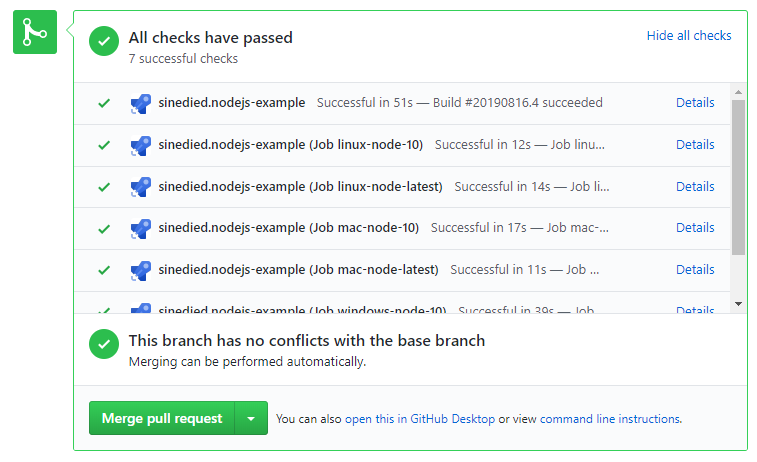 All checks have passed
7 successful checks
Hide all checks
sinedied.nodejs-example Successful in 51s — Build #20190816.4 succeeded Details
sinedied.nodejs-example (Job linux-node-10) Successful in 12s — Job linu... Details
sinedied.nodejs-example (Job linux-node-latest) Successful in 14s — Job li... Details
sinedied.nodejs-example (Job mac-node-10) Successful in 17s — Job mac-... Details
sinedied.nodejs-example (Job mac-node-latest) Successful in 11s — Job ... Details
sinedied.nodejs-example (Job windows-node-10) Successful in 39s — Job Details
This branch has no conflicts with the base branch
Merging can be performed automatically.
Merge pull request
You can also open this in GitHub Desktop or view command line instructions.